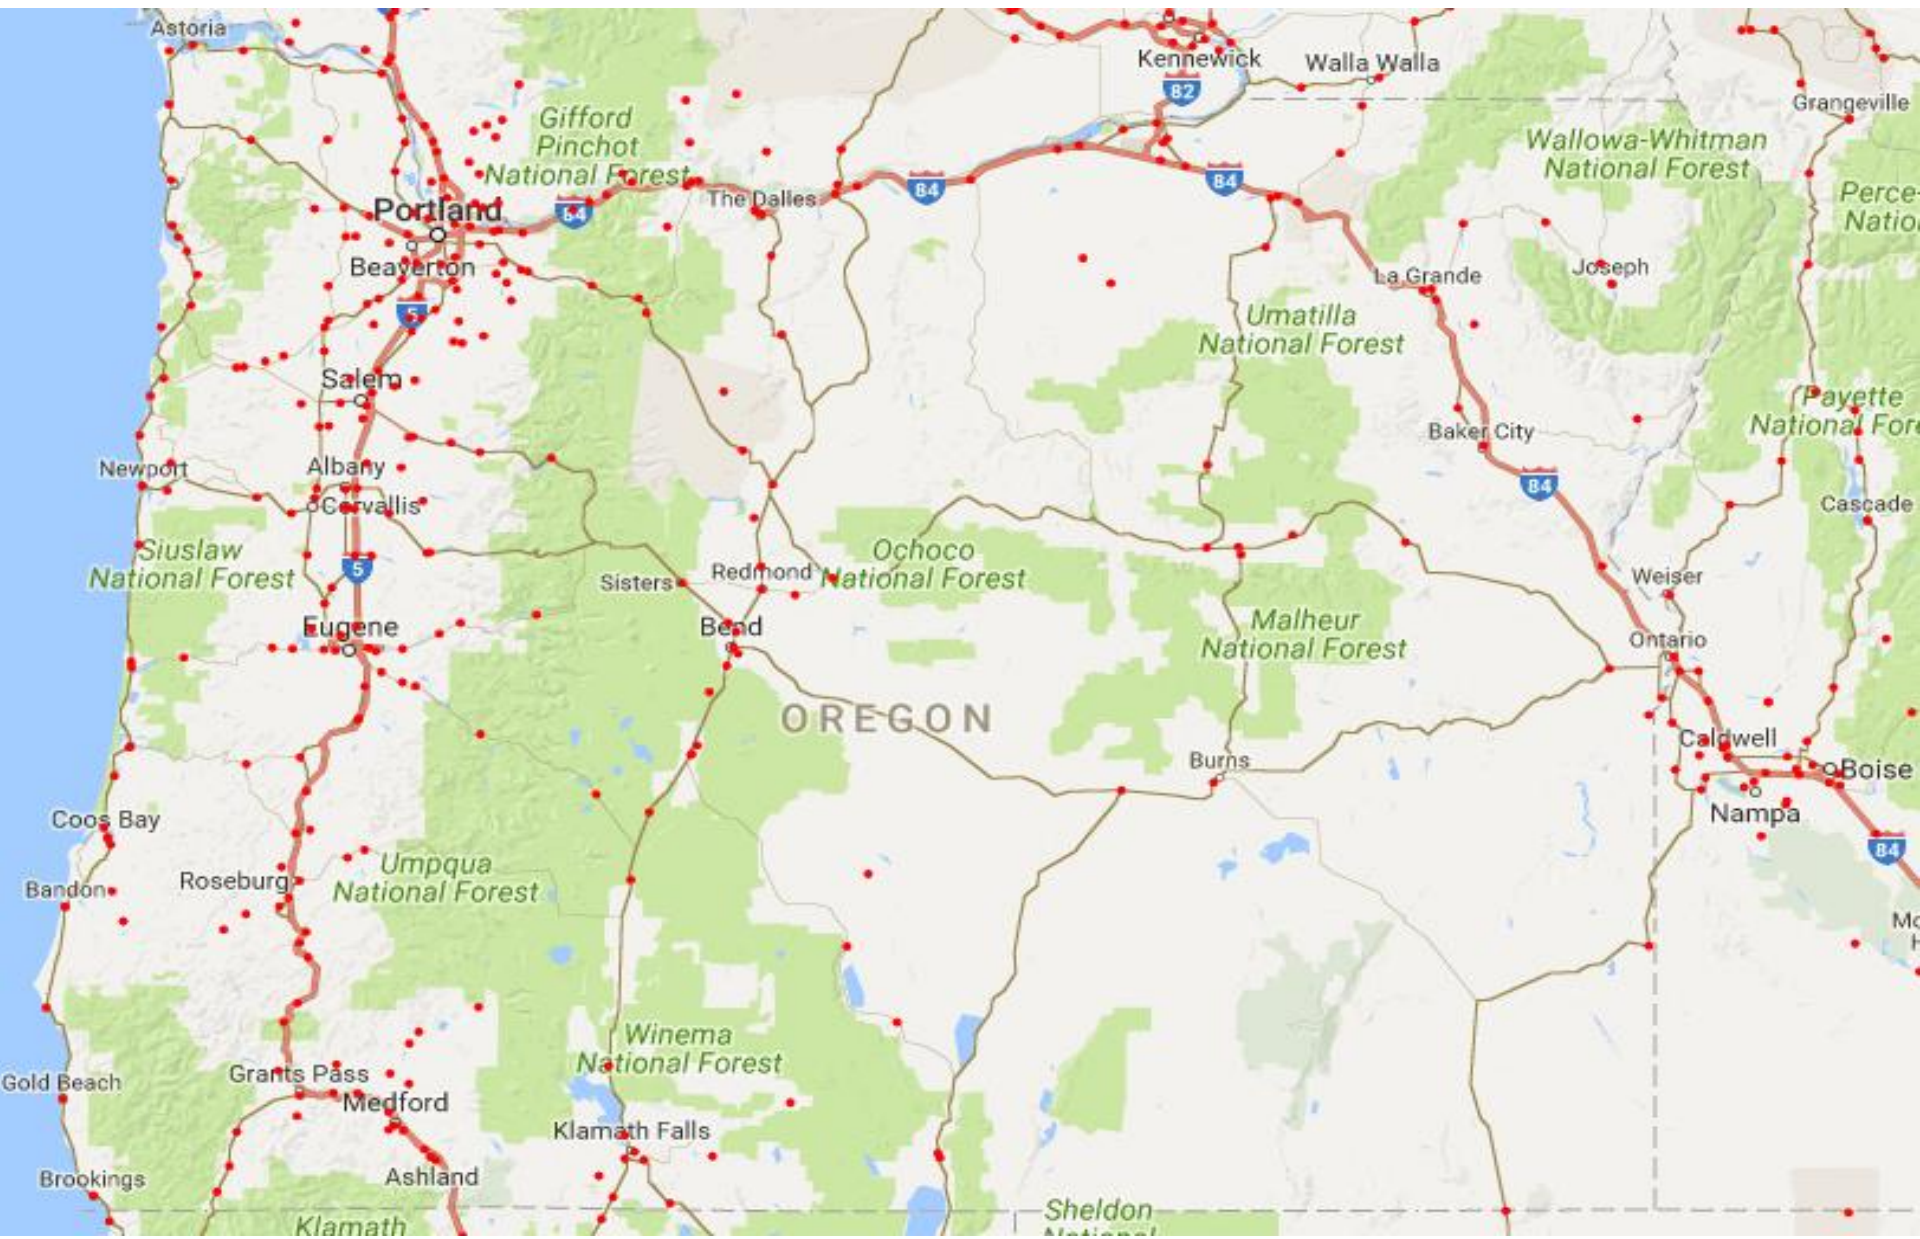 Astoria
Kennewick
Walla Walla
82
Grangeville
Gifford
Pinchot
National Forest
Wallowa-Whitman
National Forest
84
84
84
The Dalles
Perce-
Natio
Portland
Beaverton
La Grande
Joseph
5
Umatilla
National Forest
Salem
Payette
National Fore
Baker City
Newport
Albany
84
Corvallis
Cascade
Siuslaw
National Forest
5
Ochoco
National Forest
Sisters
Redmond
Weiser
Eugene
Bend
Malheur
National Forest
Ontario
OREGON
Caldwell
Burns
Boise
Coos Bay
Nampa
84
Umpqua
National Forest
Roseburg
Bandon
Mo
H
Winema
National Forest
Grants Pass
Gold Beach
Medford
Klamath Falls
Brookings
Ashland
Sheldon
National
Klamath